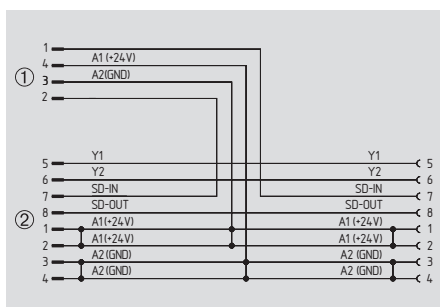 1
4 A1 (+24V)
① 3 A2(GND)
2
5 Y1 Y1 5
6 Y2 Y2 6
7 SD-IN SD-IN 7
② 8 SD-OUT SD-OUT 8
1 A1(+24V) A1 (+24V) 1
2 A1(+24V) A1 (+24V) 2
3 A2 (GND) A2 (GND) 3
4 A2 (GND) A2 (GND) 4